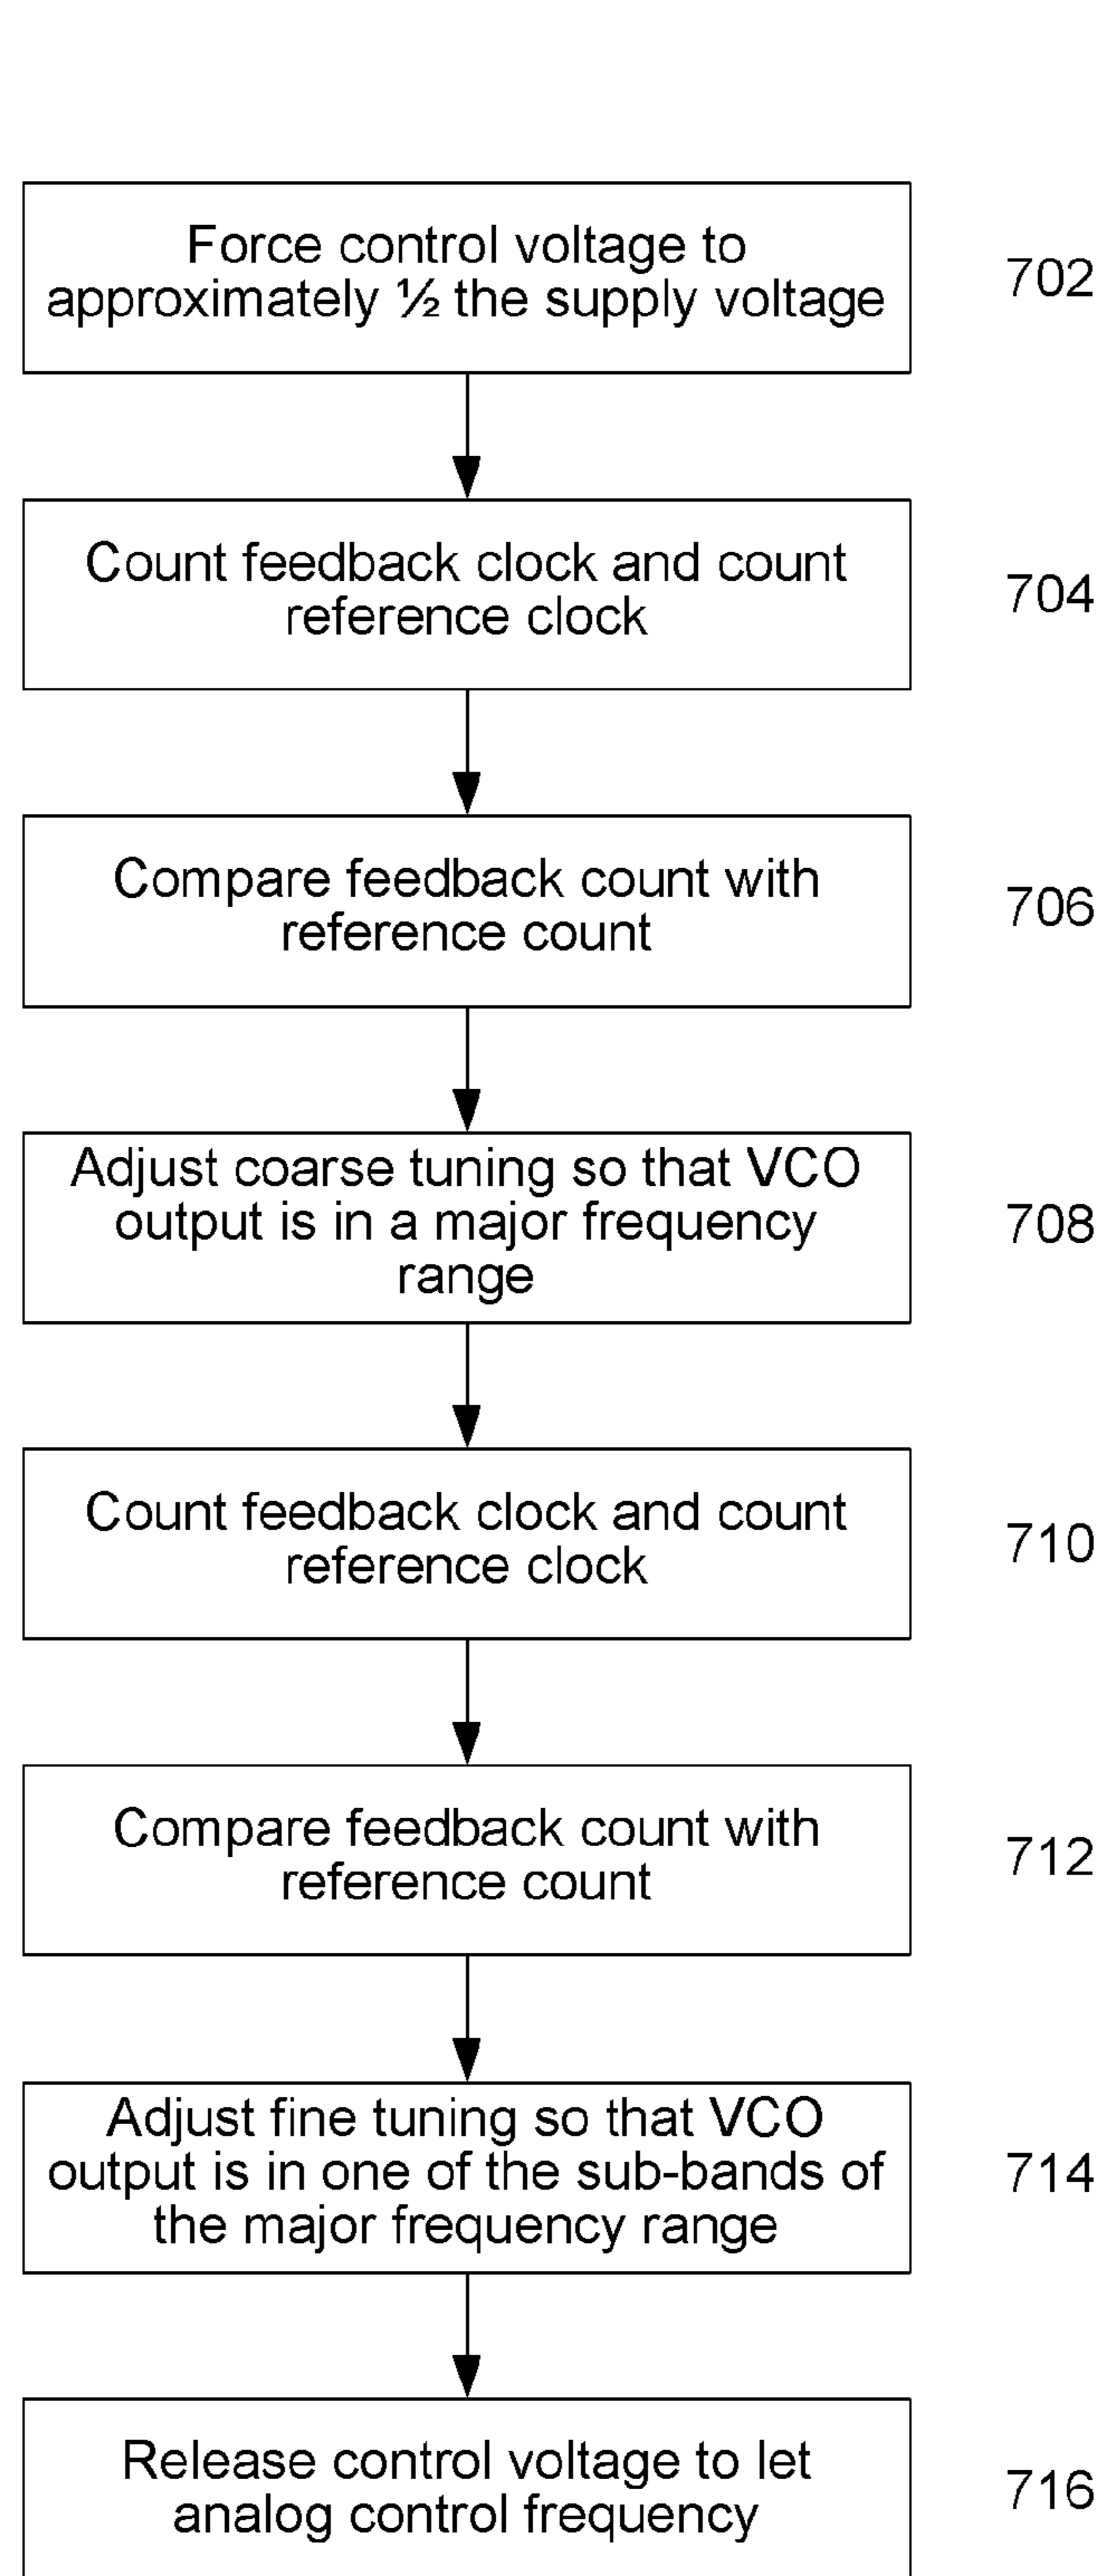 Force control voltage to
approximately ½ the supply voltage
702
Count feedback clock and count
reference clock
704
Compare feedback count with
reference count
706
Adjust coarse tuning so that VCO
output is in a major frequency
range
708
Count feedback clock and count
reference clock
710
Compare feedback count with
reference count
712
Adjust fine tuning so that VCO
output is in one of the sub-bands of
the major frequency range
714
Release control voltage to let
analog control frequency
716